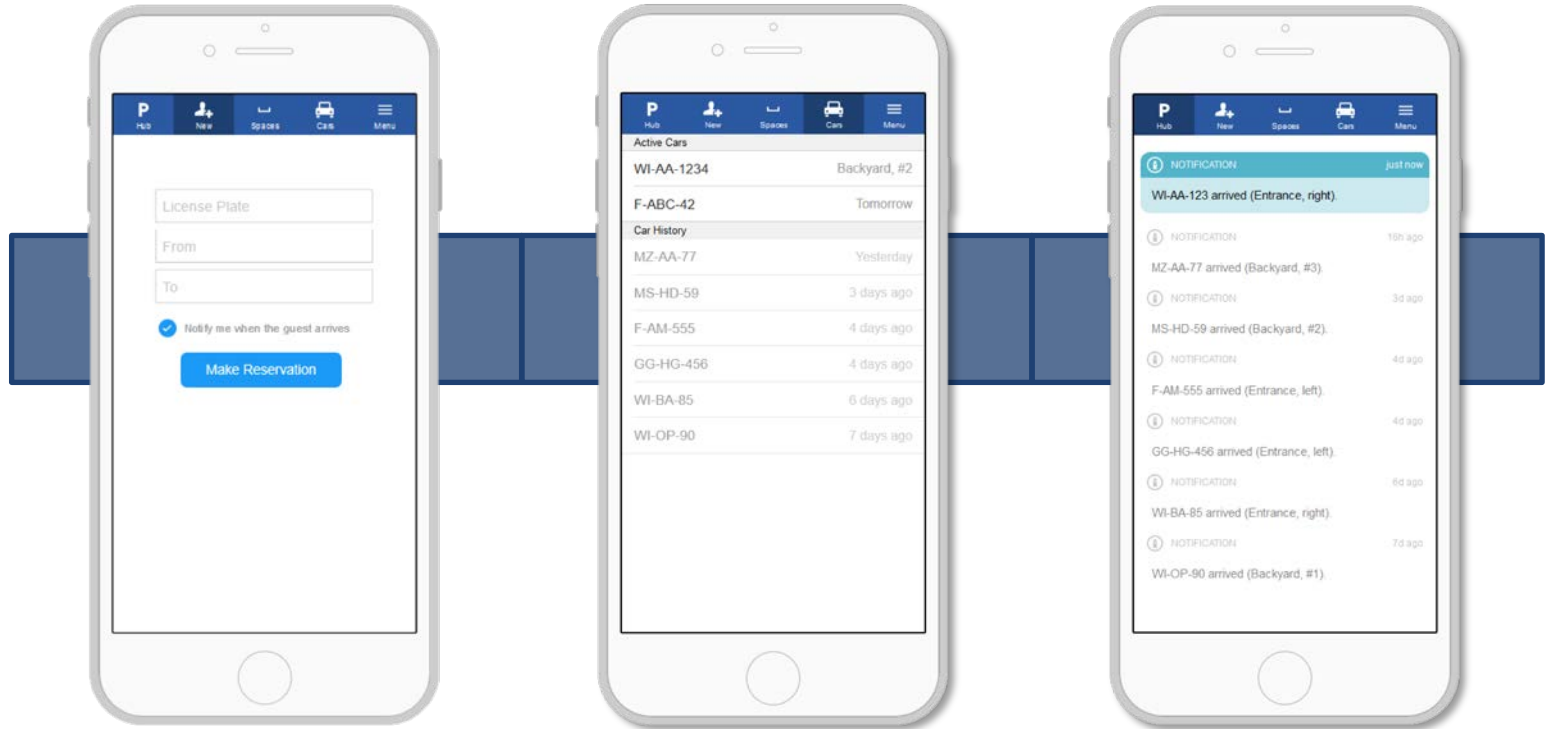 P
Hub New Spaces Cars Menu
License Plate
From
To
Notify me when the guest arrives
Make Reservation
P
Hub New Spaces Cars Menu
Active Cars
WI-AA-1234 Backyard, #2
F-ABC-42 Tomorrow
Car History
MZ-AA-77 Yesterday
MS-HD-59 3 days ago
F-AM-555 4 days ago
GG-HG-456 4 days ago
WI-BA-85 6 days ago
WI-OP-90 7 days ago
P
Hub New Spaces Cars Menu
NOTIFICATION just now
WI-AA-123 arrived (Entrance, right).
NOTIFICATION 16h ago
MZ-AA-77 arrived (Backyard, #3).
NOTIFICATION 3d ago
MS-HD-59 arrived (Backyard, #2).
NOTIFICATION 4d ago
F-AM-555 arrived (Entrance, left).
NOTIFICATION 4d ago
GG-HG-456 arrived (Entrance, left).
NOTIFICATION 6d ago
WI-BA-85 arrived (Entrance, right).
NOTIFICATION 7d ago
WI-OP-90 arrived (Backyard, #1).